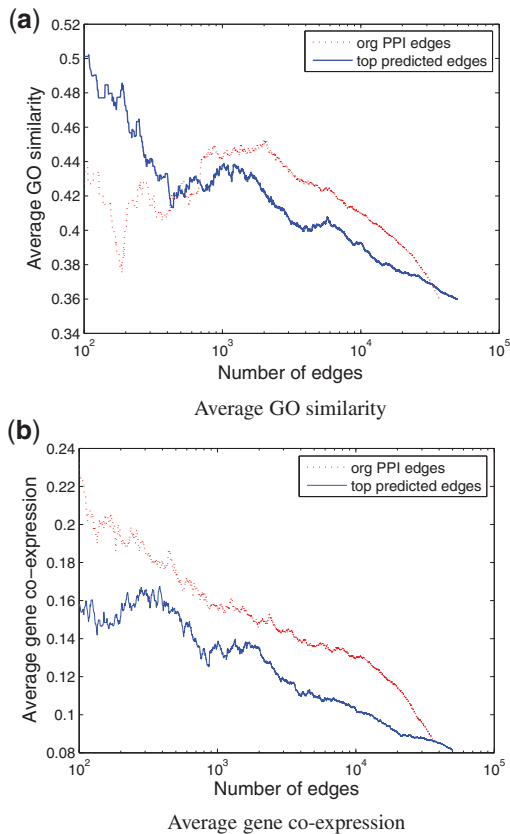 (a)
org PPI edges
top predicted edges
0.52
0.5
0.48
0.44
0.42
0.4
0.38
0.36
0.34
Average GO similarity
10^2
10^3
10^4
10^5
Number of edges
Average GO similarity
(b)
org PPI edges
top predicted edges
0.24
0.22
0.2
0.18
0.16
0.14
0.12
0.1
0.08
Average gene co-expression
10^2
10^3
10^4
10^5
Number of edges
Average gene co-expression